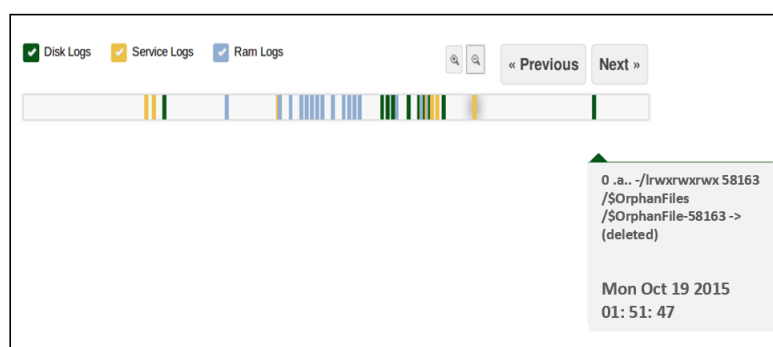 Disk Logs Service Logs Ram Logs
« Previous Next »
0 .a.. -/lrwxrwxrwx 58163
/$OrphanFiles
/$OrphanFile-58163 ->
(deleted)
Mon Oct 19 2015
01: 51: 47